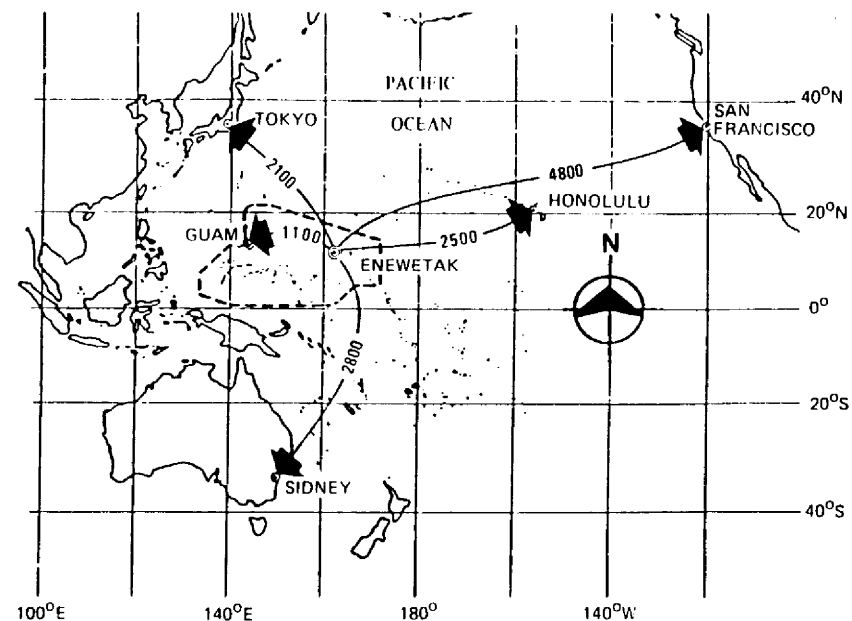 PACIFIC
OCEAN
40°N
SAN
FRANCISCO
TOKYO
2100
4800
HONOLULU
20°N
GUAM
1100
2500
N
ENEWETAK
0°
2800
20°S
SIDNEY
40°S
100°E
140°E
180°
140°W